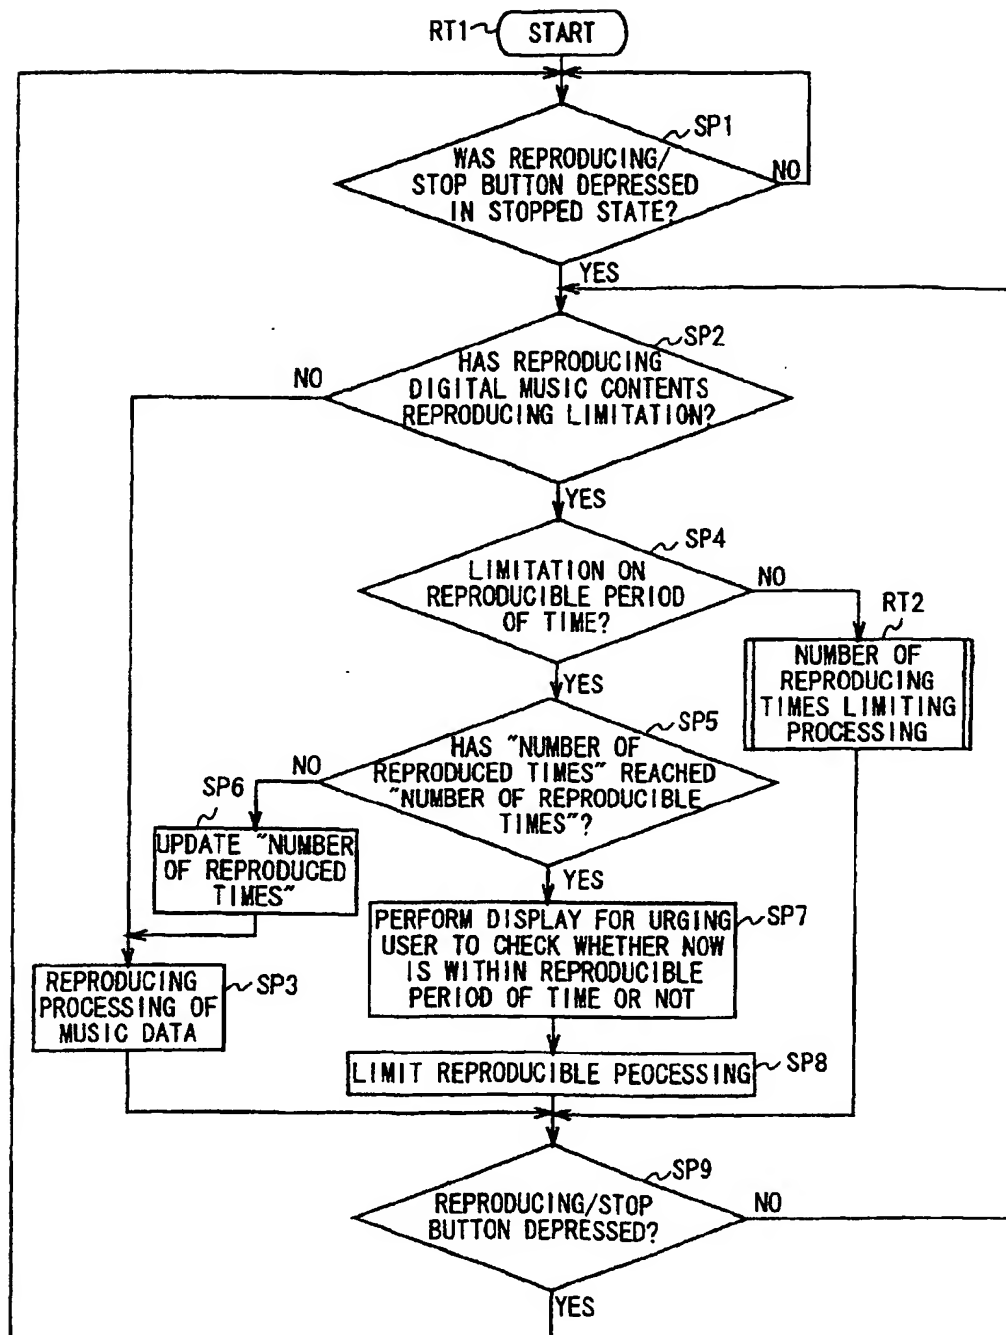 RT1
START
SP1
WAS REPRODUCING/
STOP BUTTON DEPRESSED
IN STOPPED STATE?
NO
YES
SP2
HAS REPRODUCING
DIGITAL MUSIC CONTENTS
REPRODUCING LIMITATION?
NO
YES
SP4
LIMITATION ON
REPRODUCIBLE PERIOD
OF TIME?
NO
RT2
NUMBER OF
REPRODUCING
TIMES LIMITING
PROCESSING
YES
SP5
HAS "NUMBER OF
REPRODUCED TIMES" REACHED
"NUMBER OF REPRODUCIBLE
TIMES"?
NO
SP6
UPDATE "NUMBER
OF REPRODUCED
TIMES"
YES
PERFORM DISPLAY FOR URGING
USER TO CHECK WHETHER NOW
IS WITHIN REPRODUCIBLE
PERIOD OF TIME OR NOT
SP7
REPRODUCING
PROCESSING OF
MUSIC DATA
SP3
LIMIT REPRODUCIBLE PEOCESSING
SP8
SP9
REPRODUCING/STOP
BUTTON DEPRESSED?
NO
YES